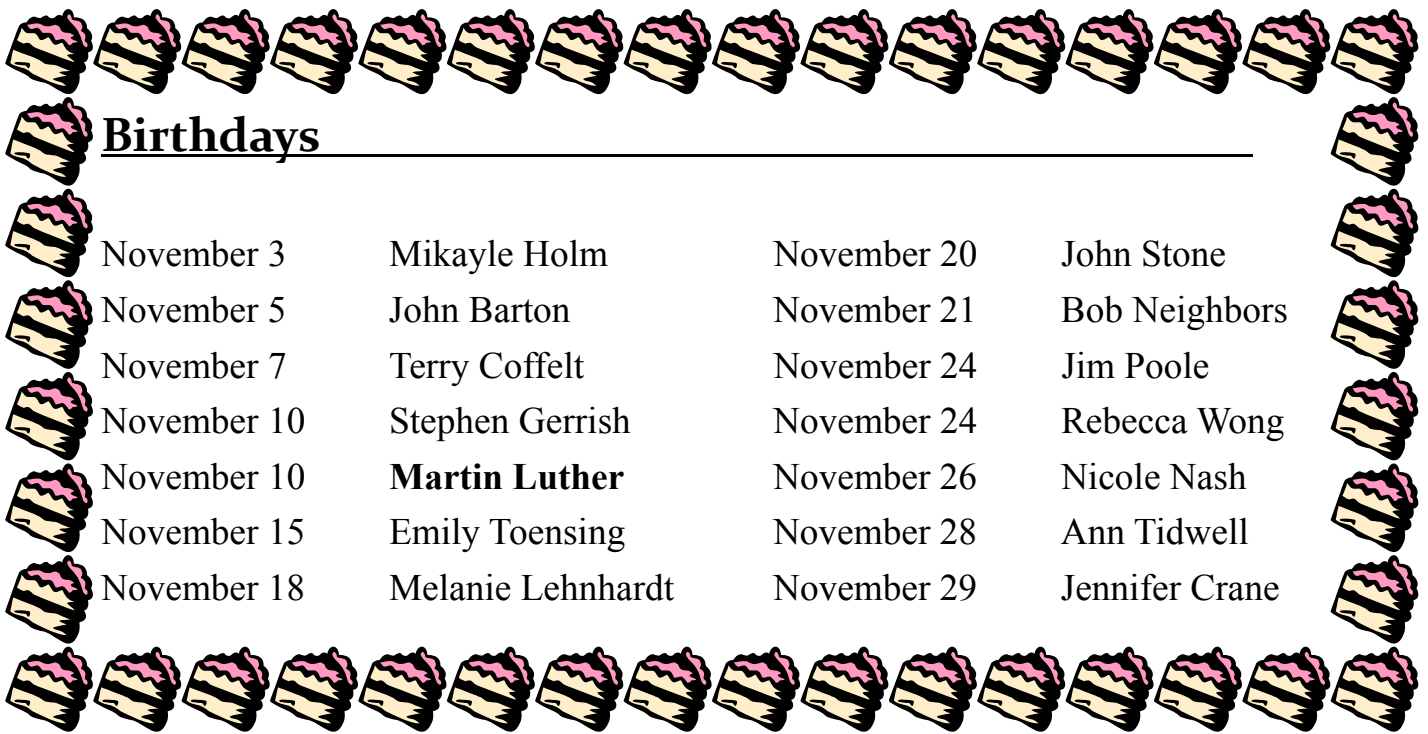 Birthdays
November 3 Mikayle Holm November 20 John Stone
November 5 John Barton November 21 Bob Neighbors
November 7 Terry Coffelt November 24 Jim Poole
November 10 Stephen Gerrish November 24 Rebecca Wong
November 10 Martin Luther November 26 Nicole Nash
November 15 Emily Toensing November 28 Ann Tidwell
November 18 Melanie Lehnhardt November 29 Jennifer Crane